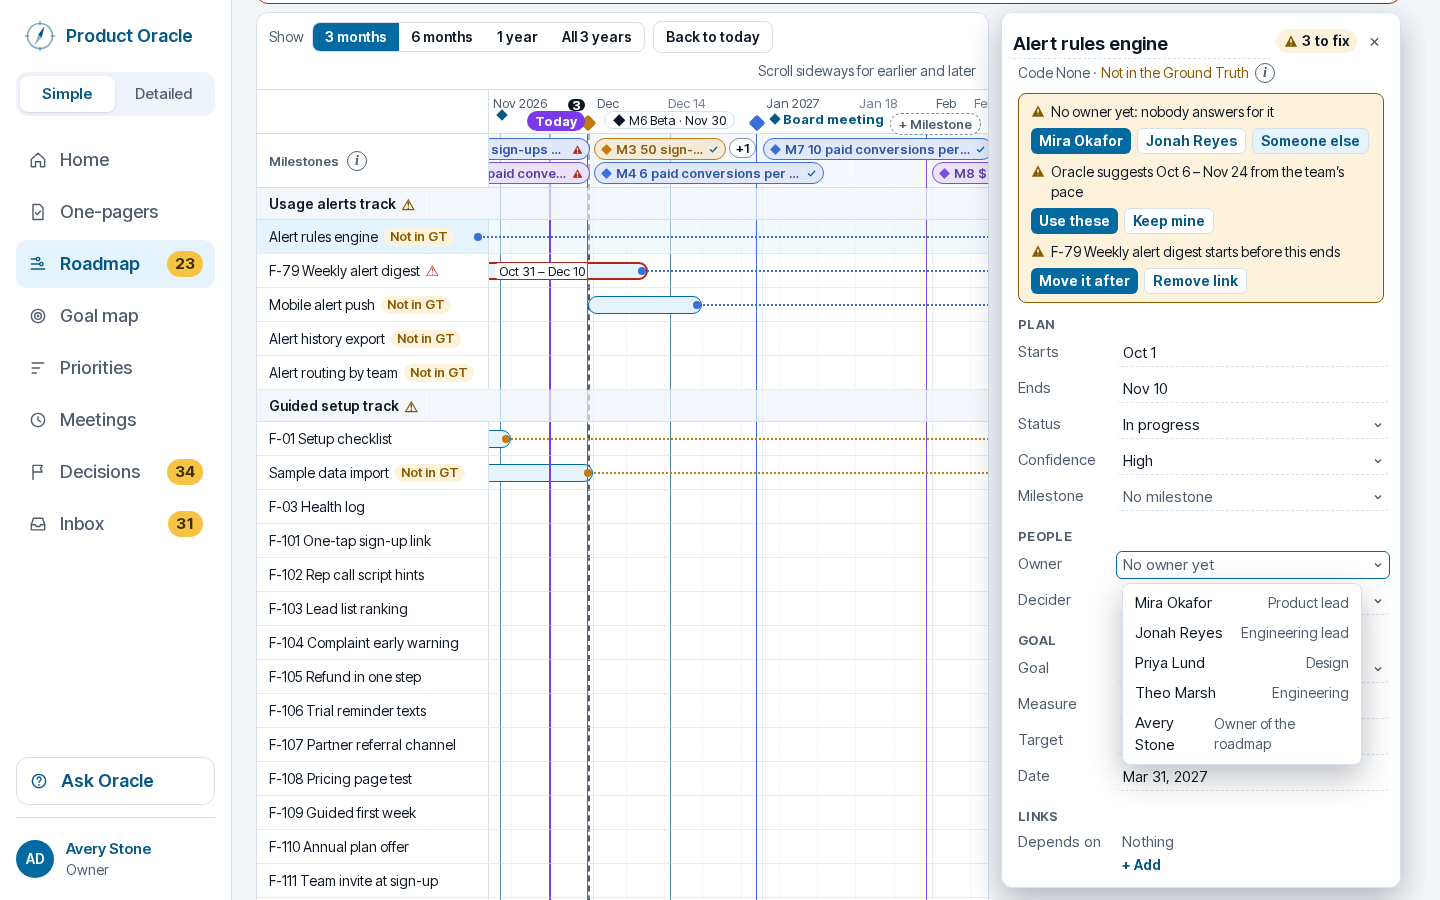 Product Oracle
Simple
Detailed
Home
One-pagers
Roadmap
23
Goal map
Priorities
Meetings
Decisions
34
Inbox
31
Ask Oracle
AD
Avery Stone
Owner
Show
3 months
6 months
1 year
All 3 years
Back to today
Scroll sideways for earlier and later
Nov 2026
3
Dec
Dec 14
Jan 2027
Jan 18
Feb
Today
M6 Beta · Nov 30
Board meeting
+ Milestone
Milestones
i
sign-ups ...
M3 50 sign-...
+1
M7 10 paid conversions per...
paid conve...
M4 6 paid conversions per ...
M8 $
Usage alerts track
Alert rules engine
Not in GT
F-79 Weekly alert digest
Oct 31 – Dec 10
Mobile alert push
Not in GT
Alert history export
Not in GT
Alert routing by team
Not in GT
Guided setup track
F-01 Setup checklist
Sample data import
Not in GT
F-03 Health log
F-101 One-tap sign-up link
F-102 Rep call script hints
F-103 Lead list ranking
F-104 Complaint early warning
F-105 Refund in one step
F-106 Trial reminder texts
F-107 Partner referral channel
F-108 Pricing page test
F-109 Guided first week
F-110 Annual plan offer
F-111 Team invite at sign-up
Alert rules engine
3 to fix
×
Code None · Not in the Ground Truth
i
No owner yet: nobody answers for it
Mira Okafor
Jonah Reyes
Someone else
Oracle suggests Oct 6 – Nov 24 from the team's
pace
Use these
Keep mine
F-79 Weekly alert digest starts before this ends
Move it after
Remove link
PLAN
Starts
Oct 1
Ends
Nov 10
Status
In progress
Confidence
High
Milestone
No milestone
PEOPLE
Owner
No owner yet
Decider
Mira Okafor
Product lead
Jonah Reyes
Engineering lead
Priya Lund
Design
Theo Marsh
Engineering
Avery
Stone
Owner of the
roadmap
GOAL
Goal
Measure
Target
Date
Mar 31, 2027
LINKS
Depends on
Nothing
+ Add